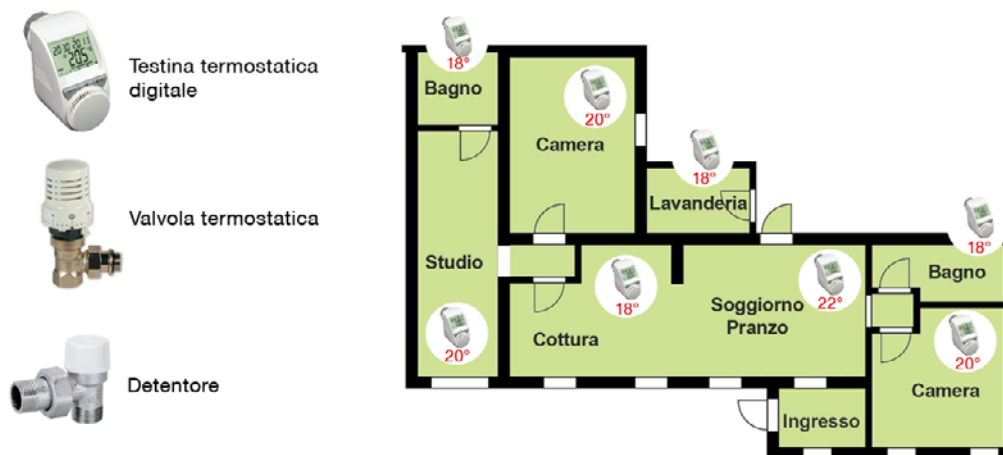 Testina termostatica
digitale
Valvola termostatica
Detentore
18°
Bagno
20°
Camera
18°
Lavanderia
Studio
20°
Cottura
18°
Soggiorno
Pranzo
22°
18°
Bagno
20°
Camera
Ingresso